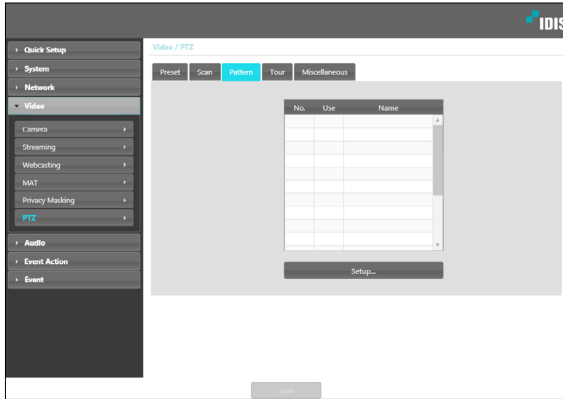 IDIS
Quick Setup
System
Network
Video
Camera
Streaming
Webcasting
MAT
Privacy Masking
PTZ
Audio
Event Action
Event
Video / PTZ
Preset Scan Pattern Tour Miscellaneous
No. Use Name
Setup...
Save